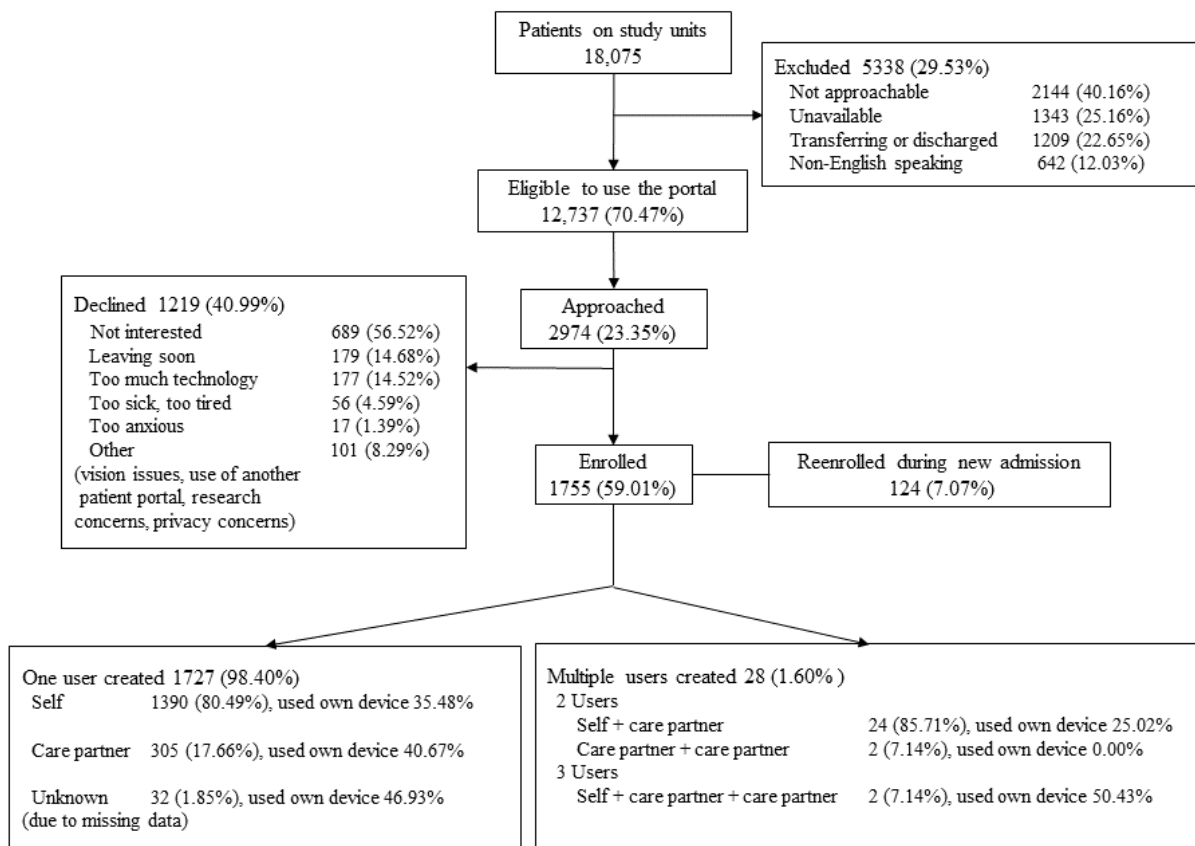 Patients on study units
18,075
Excluded 5338 (29.53%)
Not approachable 2144 (40.16%)
Unavailable 1343 (25.16%)
Transferring or discharged 1209 (22.65%)
Non-English speaking 642 (12.03%)
Eligible to use the portal
12,737 (70.47%)
Approached
2974 (23.35%)
Declined 1219 (40.99%)
Not interested 689 (56.52%)
Leaving soon 179 (14.68%)
Too much technology 177 (14.52%)
Too sick, too tired 56 (4.59%)
Too anxious 17 (1.39%)
Other 101 (8.29%)
(vision issues, use of another
patient portal, research
concerns, privacy concerns)
Enrolled
1755 (59.01%)
Reenrolled during new admission
124 (7.07%)
One user created 1727 (98.40%)
Self 1390 (80.49%), used own device 35.48%
Care partner 305 (17.66%), used own device 40.67%
Unknown 32 (1.85%), used own device 46.93%
(due to missing data)
Multiple users created 28 (1.60% )
2 Users
Self + care partner 24 (85.71%), used own device 25.02%
Care partner + care partner 2 (7.14%), used own device 0.00%
3 Users
Self + care partner + care partner 2 (7.14%), used own device 50.43%